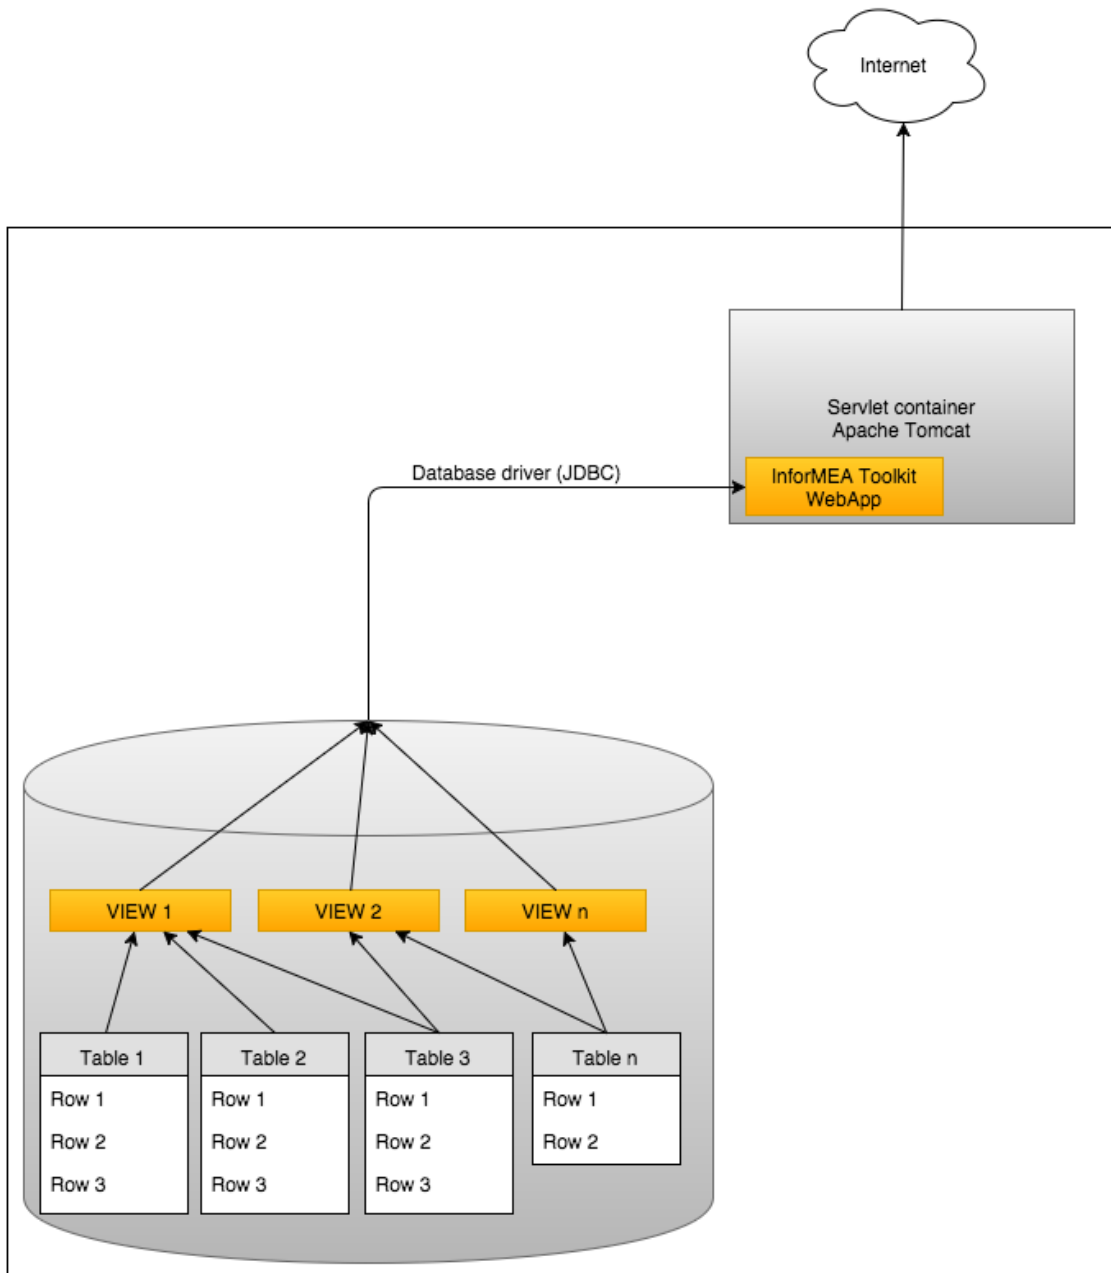 Internet
Servlet container
Apache Tomcat
Database driver (JDBC)
InforMEA Toolkit
WebApp
VIEW 1
VIEW 2
VIEW n
Table 1
Row 1
Row 2
Row 3
Table 2
Row 1
Row 2
Row 3
Table 3
Row 1
Row 2
Row 3
Table n
Row 1
Row 2